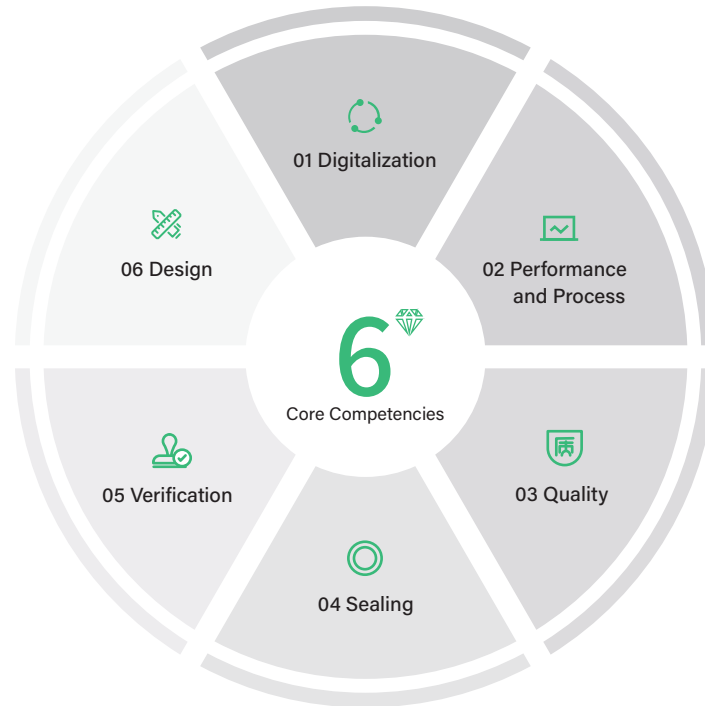 01 Digitalization
02 Performance
and Process
03 Quality
04 Sealing
05 Verification
06 Design
6
Core Competencies